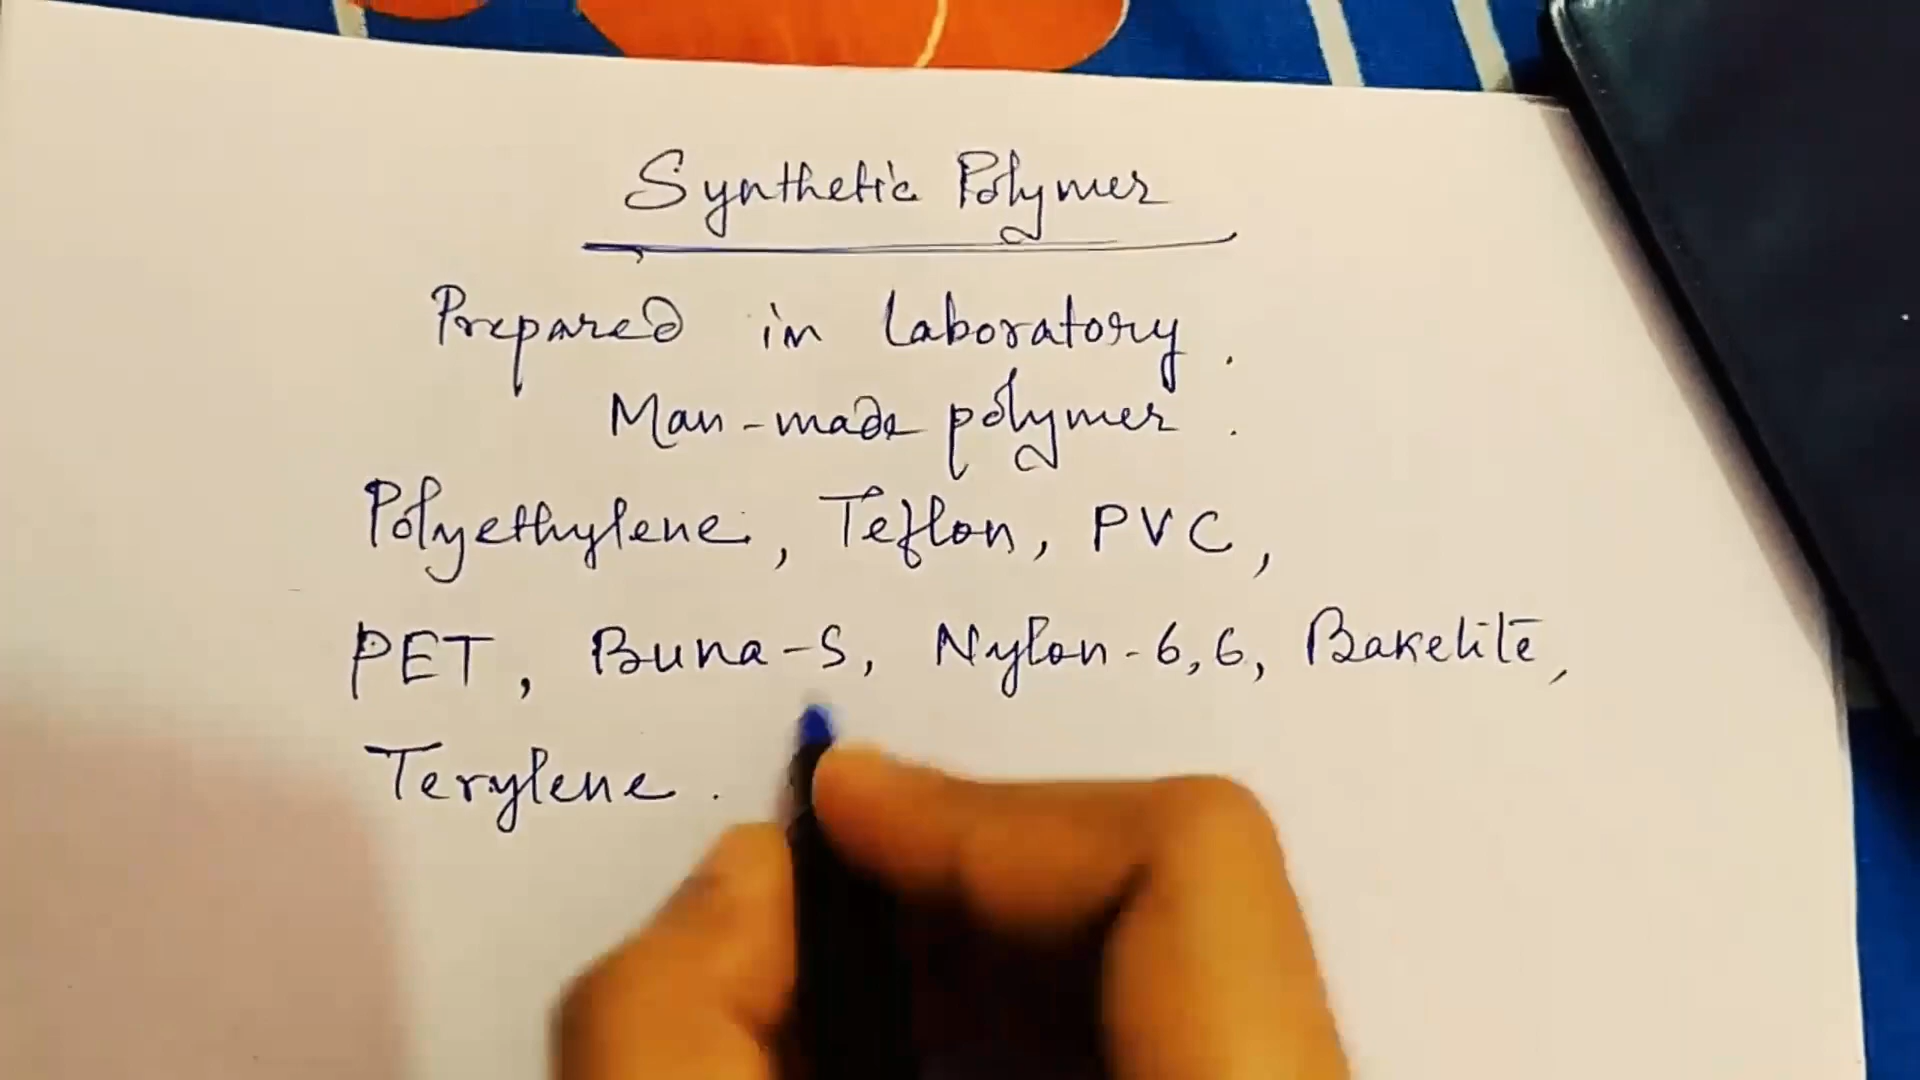 Synthetic Polymer
Prepared in Laboratory.
Man-made polymer.
Polyethylene, Teflon, PVC,
PET, Buna-S, Nylon-6,6, Bakelite,
Terylene.